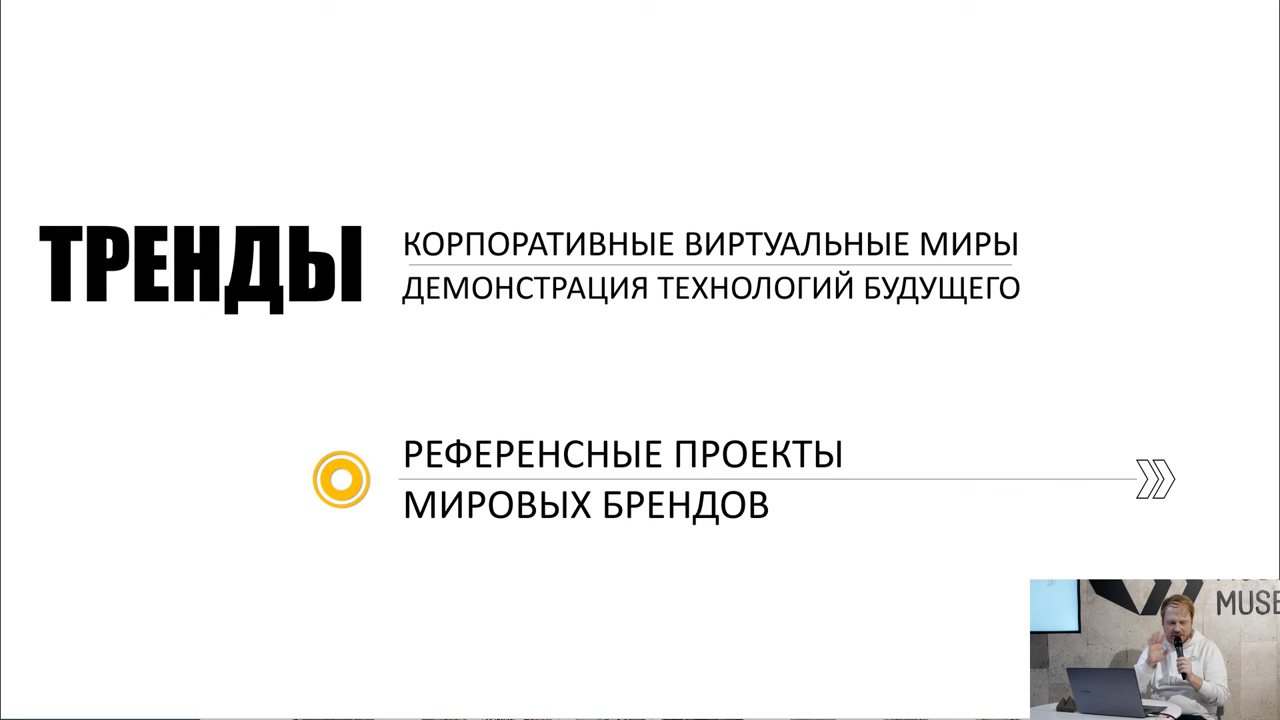 ТРЕНДЫ
КОРПОРАТИВНЫЕ ВИРТУАЛЬНЫЕ МИРЫ
ДЕМОНСТРАЦИЯ ТЕХНОЛОГИЙ БУДУЩЕГО
РЕФЕРЕНСНЫЕ ПРОЕКТЫ
МИРОВЫХ БРЕНДОВ
MUSE